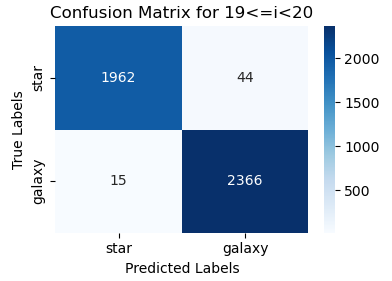 Confusion Matrix for 19<=i<20
True Labels
star
galaxy
1962
44
15
2366
star
galaxy
Predicted Labels
2000
1500
1000
500